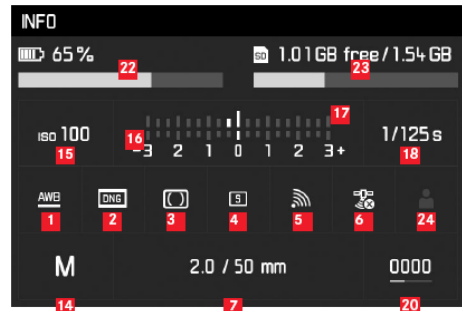 INFO
65% SD 1.01GB free/1.54 GB
22 23
17
ISO 100 1/125 s
16
-3 2 1 0 1 2 3+
15 18
AWB DNG S
1 2 3 4 5 6 24
M 2.0 / 50 mm 0000
14 7 20